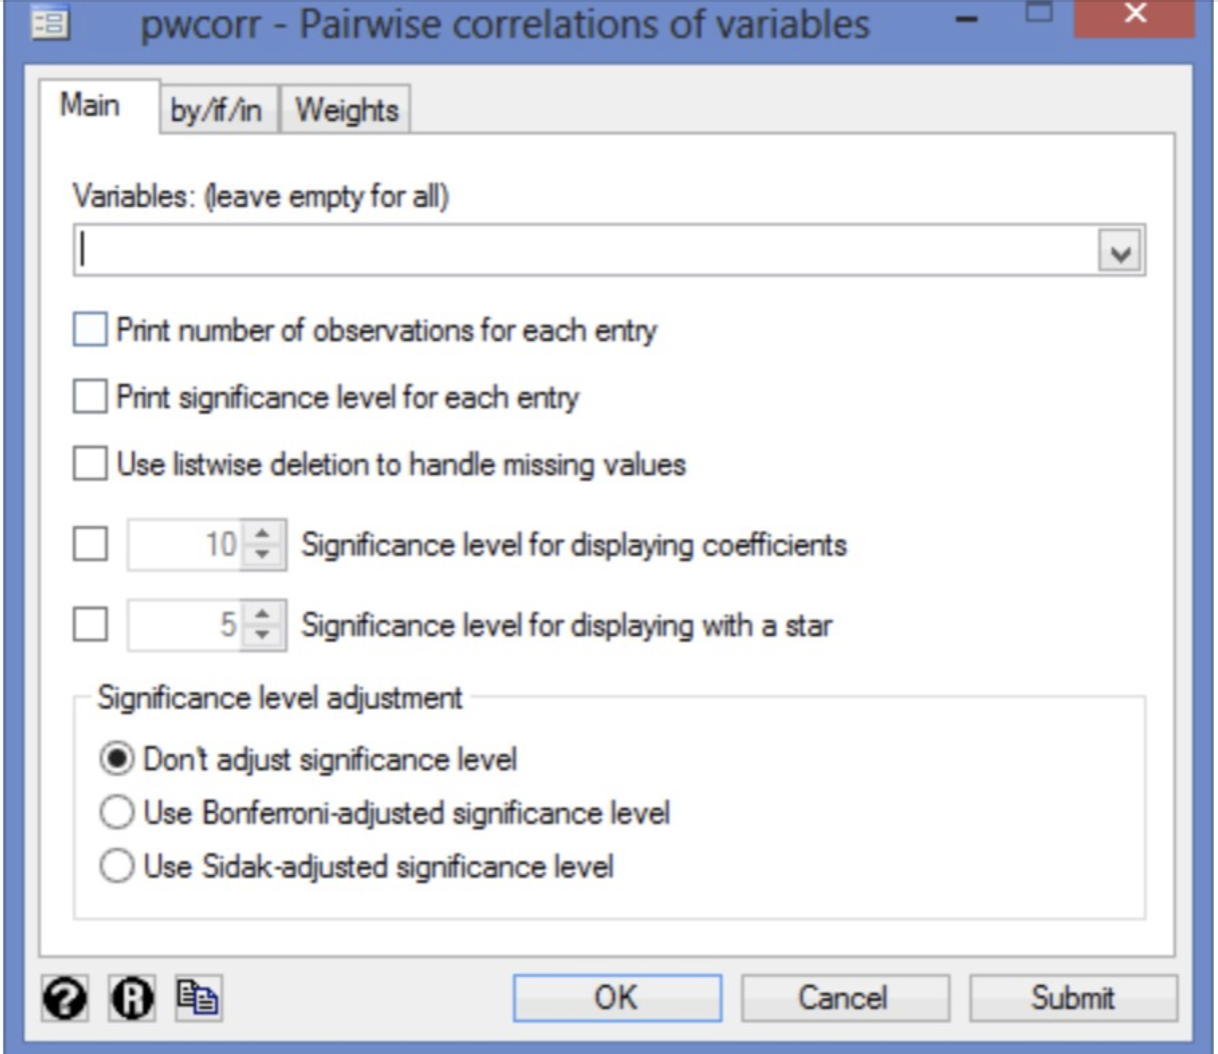 pwcorr - Pairwise correlations of variables
Main by/if/in Weights
Variables: (leave empty for all)
Print number of observations for each entry
Print significance level for each entry
Use listwise deletion to handle missing values
10 Significance level for displaying coefficients
5 Significance level for displaying with a star
Significance level adjustment
Don't adjust significance level
Use Bonferroni-adjusted significance level
Use Sidak-adjusted significance level
? R OK Cancel Submit